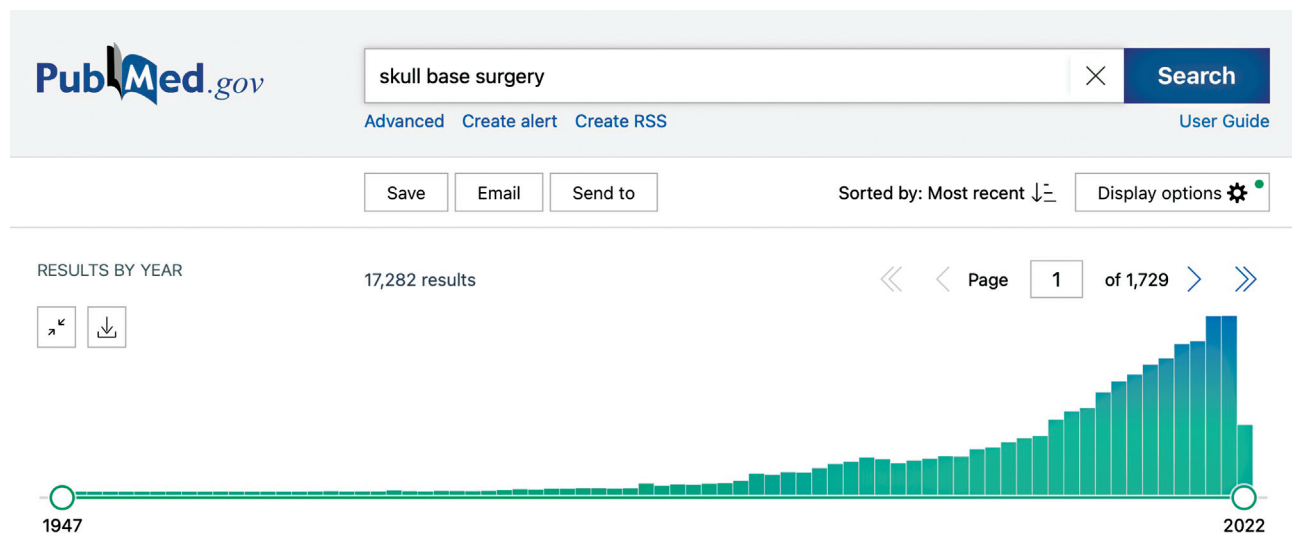 PubMed.gov
skull base surgery
Search
Advanced Create alert Create RSS
User Guide
Save Email Send to
Sorted by: Most recent
Display options
RESULTS BY YEAR
17,282 results
Page 1 of 1,729
1947
2022